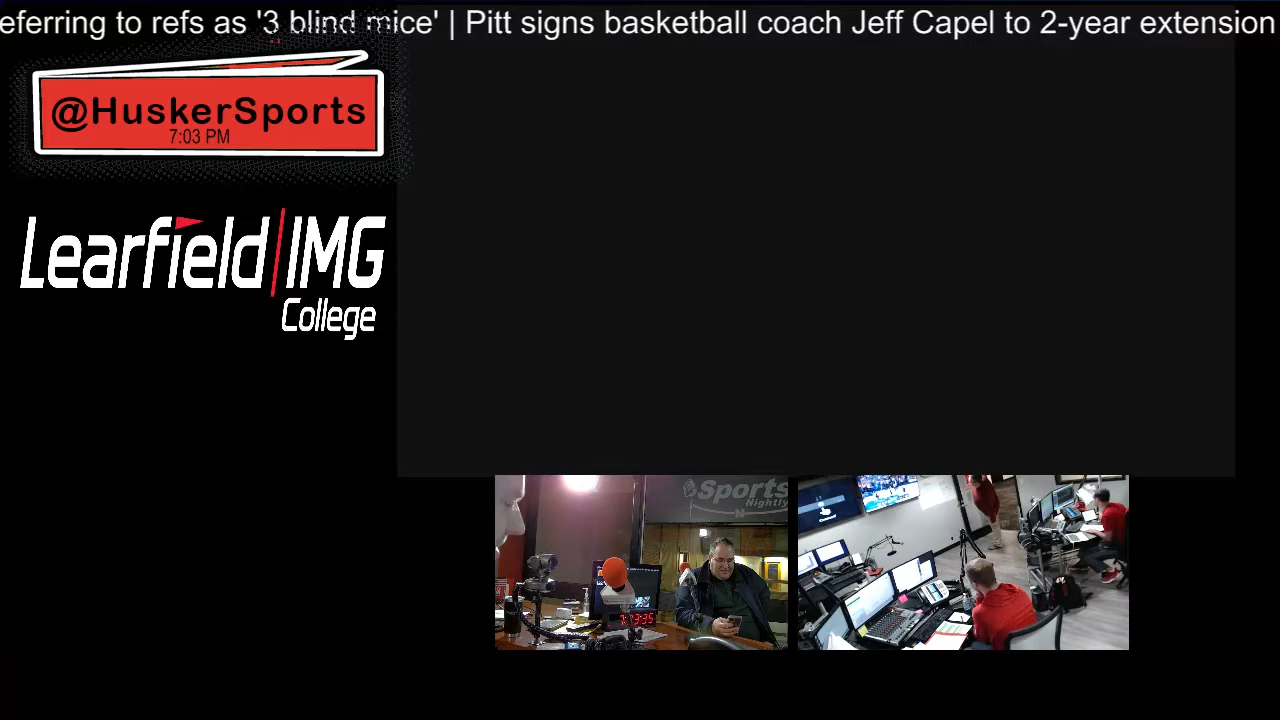 eferring to refs as '3 blind mice' | Pitt signs basketball coach Jeff Capel to 2-year extension
@HuskerSports
7:03 PM
Learfield/IMG
College
Sports
Nightly
N